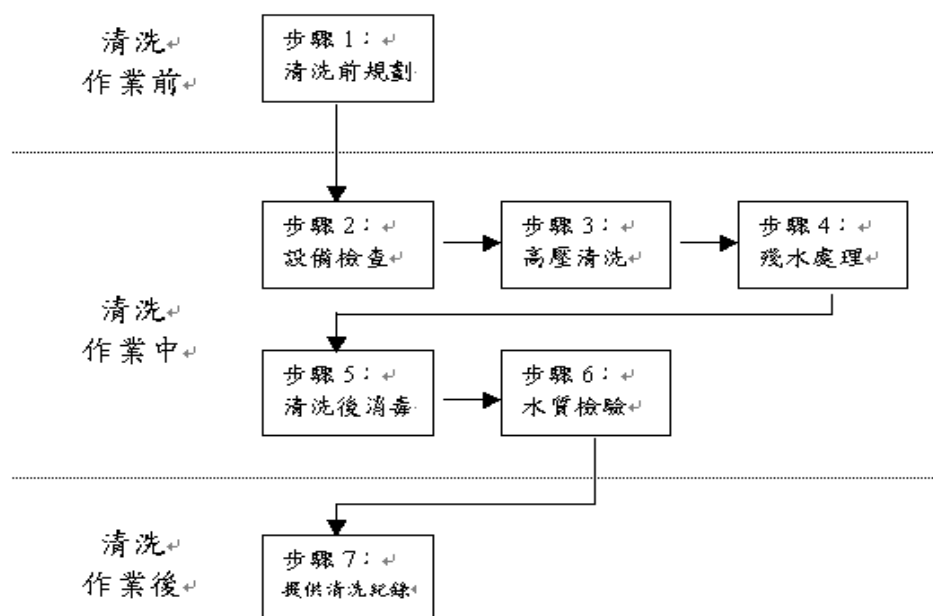 清洗
作業前
步驟 1：
清洗前規劃
步驟 2：
設備檢查
步驟 3：
高壓清洗
步驟 4：
殘水處理
清洗
作業中
步驟 5：
清洗後消毒
步驟 6：
水質檢驗
清洗
作業後
步驟 7：
提供清洗紀錄